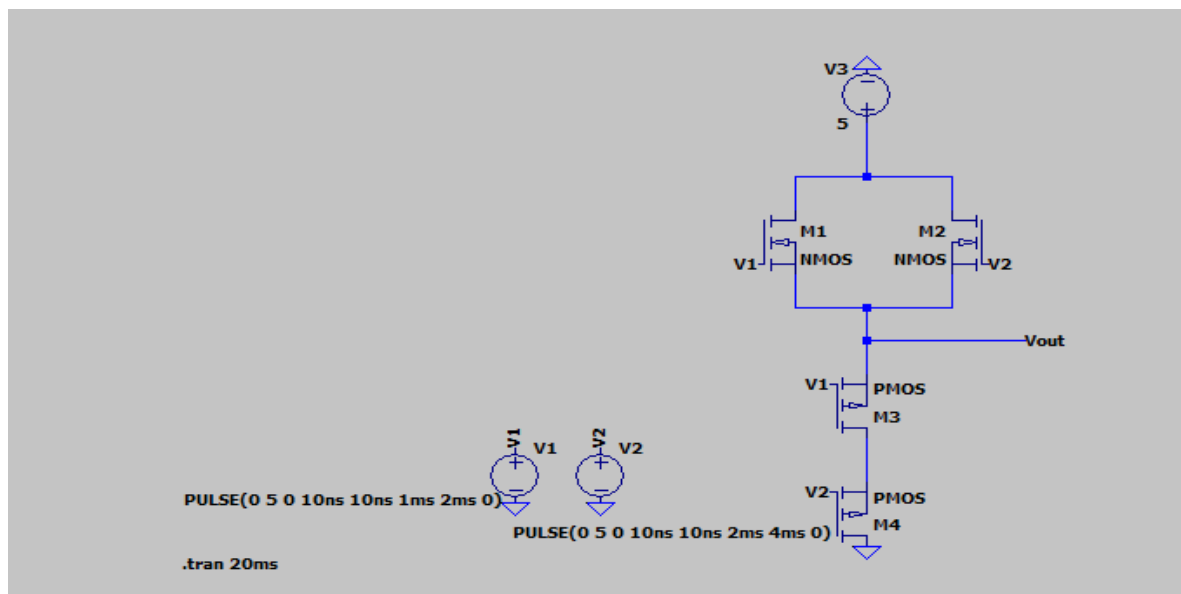 V3
5
M1
M2
V1
NMOS
NMOS
V2
Vout
V1
PMOS
M3
V1
V1
V2
V2
V2
PMOS
PULSE(0 5 0 10ns 10ns 1ms 2ms 0)
M4
PULSE(0 5 0 10ns 10ns 2ms 4ms 0)
.tran 20ms